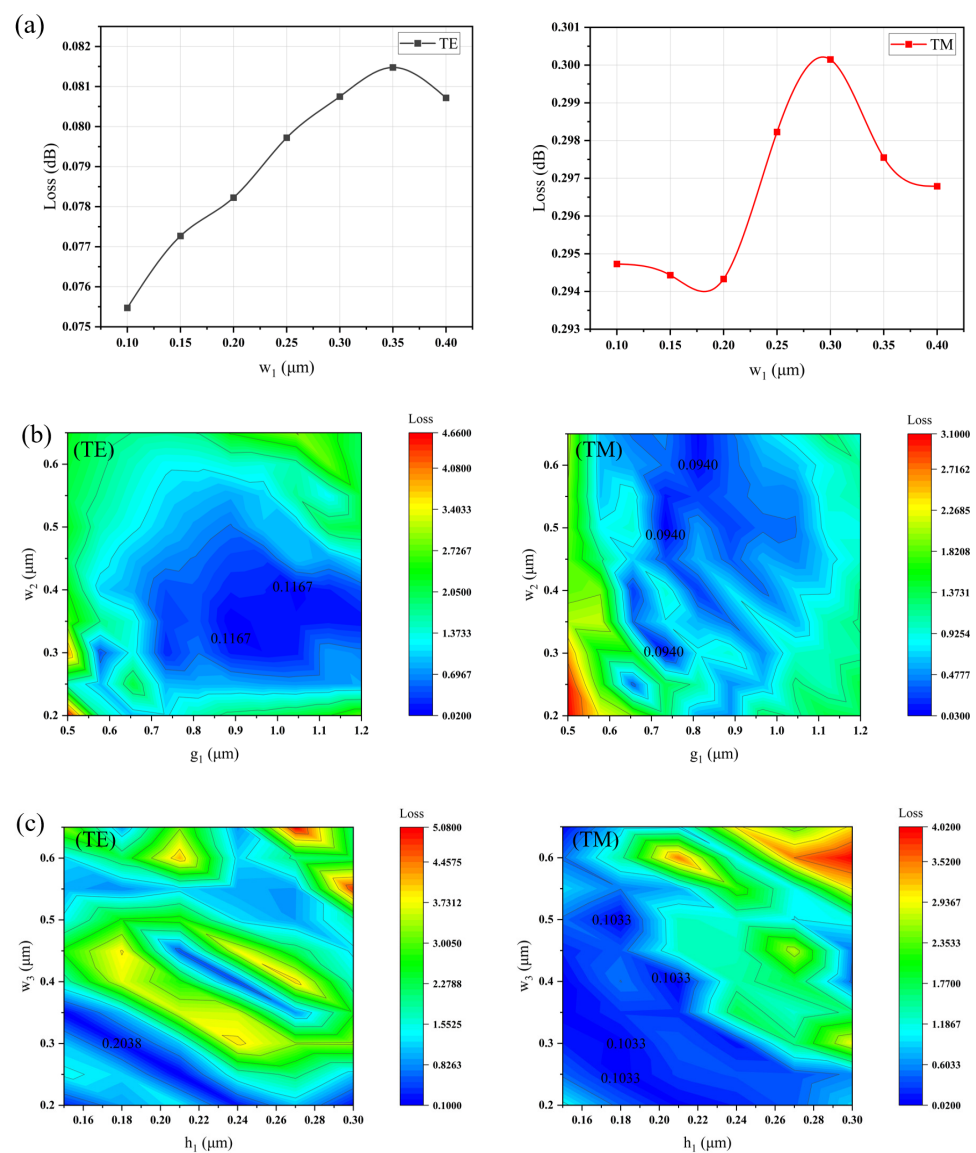 (a)
0.082
0.081
0.080
0.079
0.078
0.077
0.076
0.075
Loss (dB)
TE
0.10 0.15 0.20 0.25 0.30 0.35 0.40
w1 (μm)
0.301
0.300
0.299
0.298
0.297
0.296
0.295
0.294
0.293
Loss (dB)
TM
0.10 0.15 0.20 0.25 0.30 0.35 0.40
w1 (μm)
(b)
(TE)
0.6
0.5
0.4
0.3
0.2
w2 (μm)
0.1167
0.1167
0.5 0.6 0.7 0.8 0.9 1.0 1.1 1.2
g1 (μm)
Loss
4.6600
4.0800
3.4033
2.7267
2.0500
1.3733
0.6967
0.0200
(TM)
0.6
0.5
0.4
0.3
0.2
w2 (μm)
0.0940
0.0940
0.0940
0.5 0.6 0.7 0.8 0.9 1.0 1.1 1.2
g1 (μm)
Loss
3.1000
2.7162
2.2685
1.8208
1.3731
0.9254
0.4777
0.0300
(c)
(TE)
0.6
0.5
0.4
0.3
0.2
w3 (μm)
0.2038
0.16 0.18 0.20 0.22 0.24 0.26 0.28 0.30
h1 (μm)
Loss
5.0800
4.4575
3.7312
3.0050
2.2788
1.5525
0.8263
0.1000
(TM)
0.6
0.5
0.4
0.3
0.2
w3 (μm)
0.1033
0.1033
0.1033
0.1033
0.16 0.18 0.20 0.22 0.24 0.26 0.28 0.30
h1 (μm)
Loss
4.0200
3.5200
2.9367
2.3533
1.7700
1.1867
0.6033
0.0200